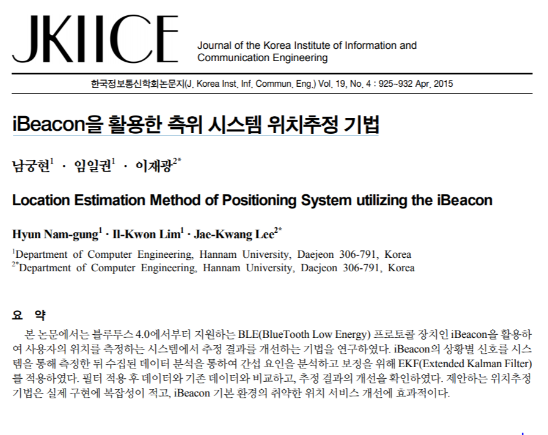 JKIICE
Journal of the Korea Institute of Information and
Communication Engineering
한국정보통신학회논문지(J. Korea Inst. Inf. Commun. Eng.) Vol. 19, No. 4 : 925~932 Apr. 2015
iBeacon을 활용한 측위 시스템 위치추정 기법
남궁현1 · 임일권1 · 이재광2*
Location Estimation Method of Positioning System utilizing the iBeacon
Hyun Nam-gung1 · Il-Kwon Lim1 · Jae-Kwang Lee2*
1Department of Computer Engineering, Hannam University, Daejeon 306-791, Korea
2*Department of Computer Engineering, Hannam University, Daejeon 306-791, Korea
요 약
본 논문에서는 블루투스 4.0에서부터 지원하는 BLE(BlueTooth Low Energy) 프로토콜 장치인 iBeacon을 활용하
여 사용자의 위치를 측정하는 시스템에서 추정 결과를 개선하는 기법을 연구하였다. iBeacon의 상황별 신호를 시스
템을 통해 측정한 뒤 수집된 데이터 분석을 통하여 간섭 요인을 분석하고 보정을 위해 EKF(Extended Kalman Filter)
를 적용하였다. 필터 적용 후 데이터와 기존 데이터와 비교하고, 추정 결과의 개선을 확인하였다. 제안하는 위치추정
기법은 실제 구현에 복잡성이 적고, iBeacon 기본 환경의 취약한 위치 서비스 개선에 효과적이다.